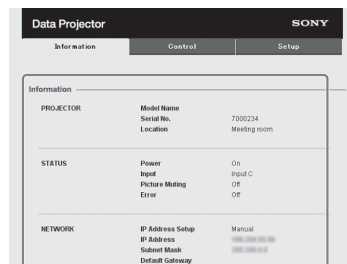 Data Projector SONY
Information Control Setup
Information
PROJECTOR Model Name
Serial No. 7000234
Location Meeting room
STATUS Power On
Input Input C
Picture Muting Off
Error Off
NETWORK IP Address Setup Manual
IP Address
Subnet Mask
Default Gateway